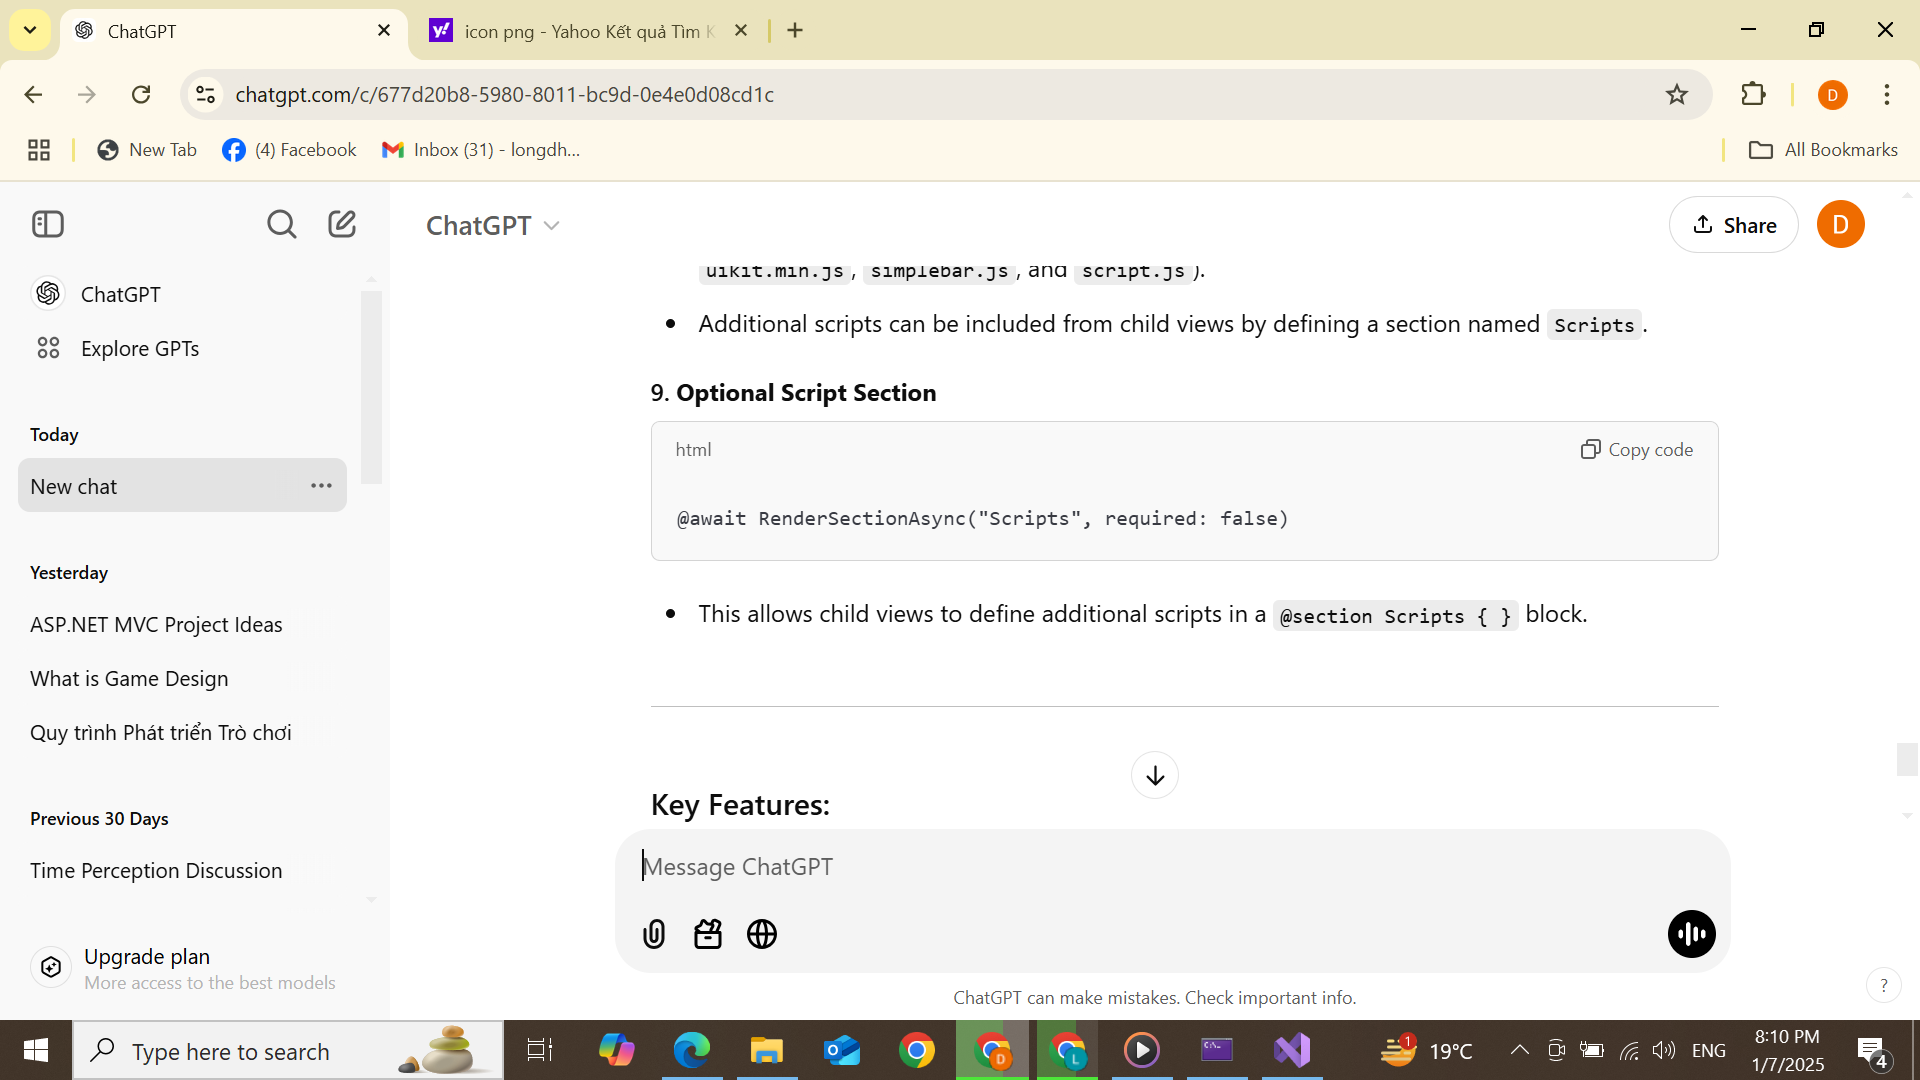 ChatGPT
icon png - Yahoo Kết quả Tìm K
chatgpt.com/c/677d20b8-5980-8011-bc9d-0e4e0d08cd1c
D
New Tab
(4) Facebook
Inbox (31) - longdh...
All Bookmarks
ChatGPT
Share
D
ChatGPT
Explore GPTs
Today
New chat
Yesterday
ASP.NET MVC Project Ideas
What is Game Design
Quy trình Phát triển Trò chơi
Previous 30 Days
Time Perception Discussion
Upgrade plan
More access to the best models
uikit.min.js, simplebar.js, and script.js).
Additional scripts can be included from child views by defining a section named Scripts.
9. Optional Script Section
html
Copy code
@await RenderSectionAsync("Scripts", required: false)
This allows child views to define additional scripts in a @section Scripts { } block.
Key Features:
Message ChatGPT
ChatGPT can make mistakes. Check important info.
?
Type here to search
1
19°C
ENG
8:10 PM
1/7/2025
4